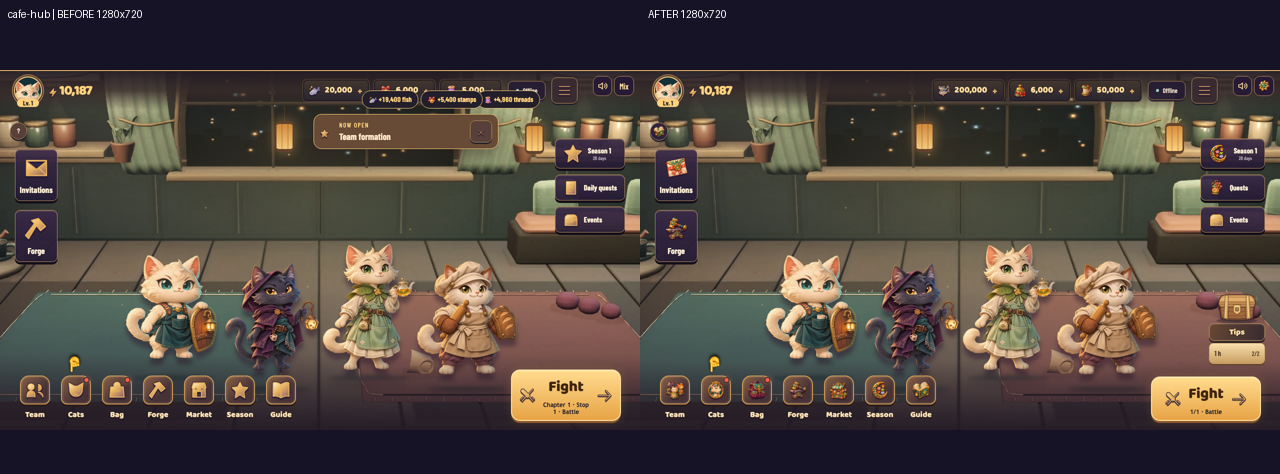 cafe-hub | BEFORE 1280x720
10,187
Lv. 1
20,000 +
6,000
+19,400 fish
+5,400 stamps
+4,960 threads
Mix
?
NOW OPEN
Team formation
Invitations
Forge
Season 1
28 days
Daily quests
Events
Team
Cats
Bag
Forge
Market
Season
Guide
Fight
Chapter 1 · Stop
1 · Battle
AFTER 1280x720
10,187
Lv. 1
200,000 +
6,000 +
50,000 +
Offline
Invitations
Forge
Season 1
28 days
Quests
Events
Tips
1h
2/2
Team
Cats
Bag
Forge
Market
Season
Guide
Fight
1/1 · Battle